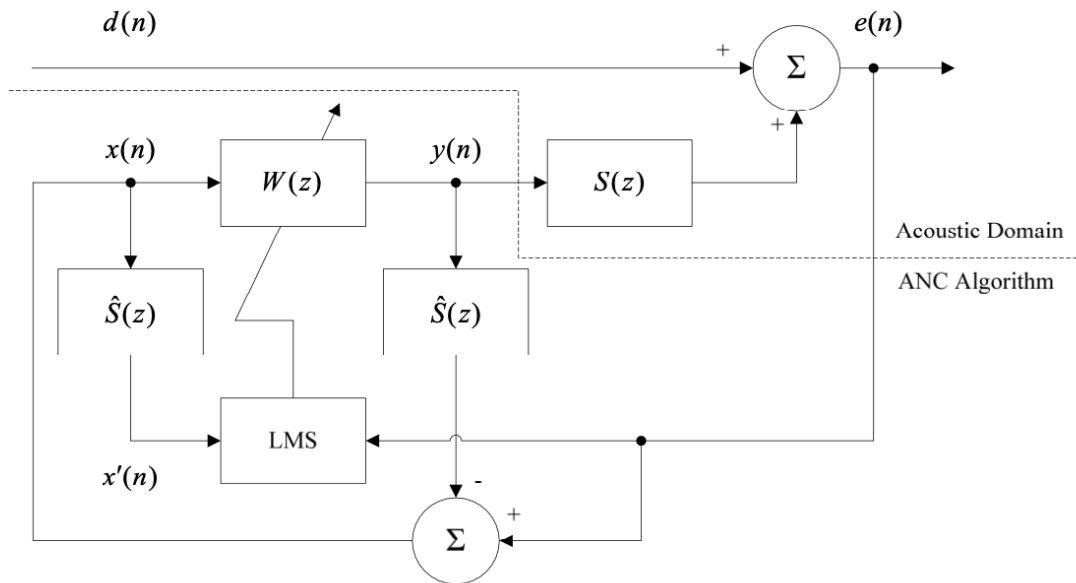 d(n)
e(n)
+
Σ
+
x(n)
y(n)
W(z)
S(z)
Acoustic Domain
ANC Algorithm
Ŝ(z)
Ŝ(z)
LMS
x′(n)
-
+
Σ